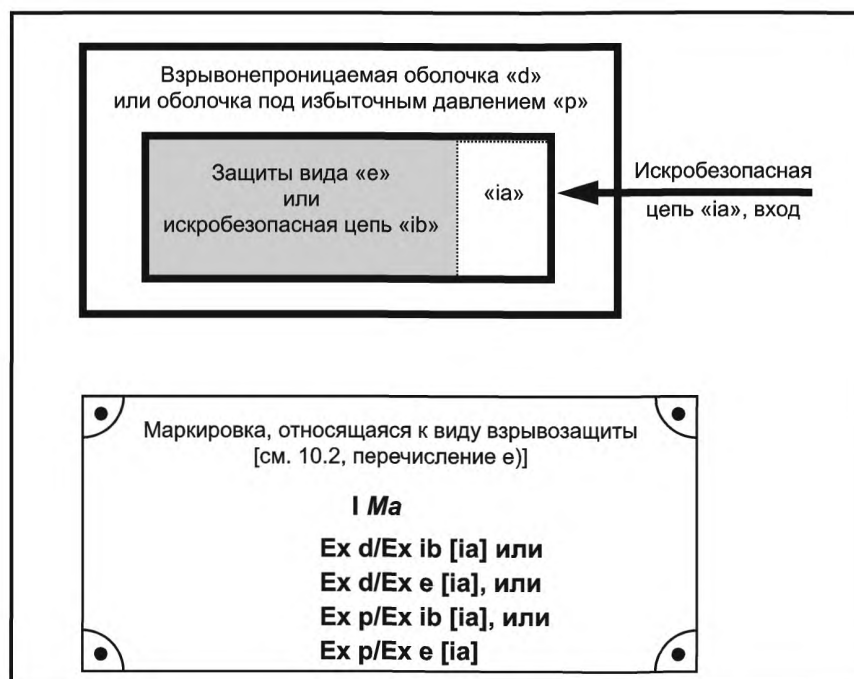 Взрывонепроницаемая оболочка «d»
или оболочка под избыточным давлением «p»
Защиты вида «e»
или
искробезопасная цепь «ib»
«ia»
Искробезопасная
цепь «ia», вход
Маркировка, относящаяся к виду взрывозащиты
[см. 10.2, перечисление e)]
I Ma
Ex d/Ex ib [ia] или
Ex d/Ex e [ia], или
Ex p/Ex ib [ia], или
Ex p/Ex e [ia]